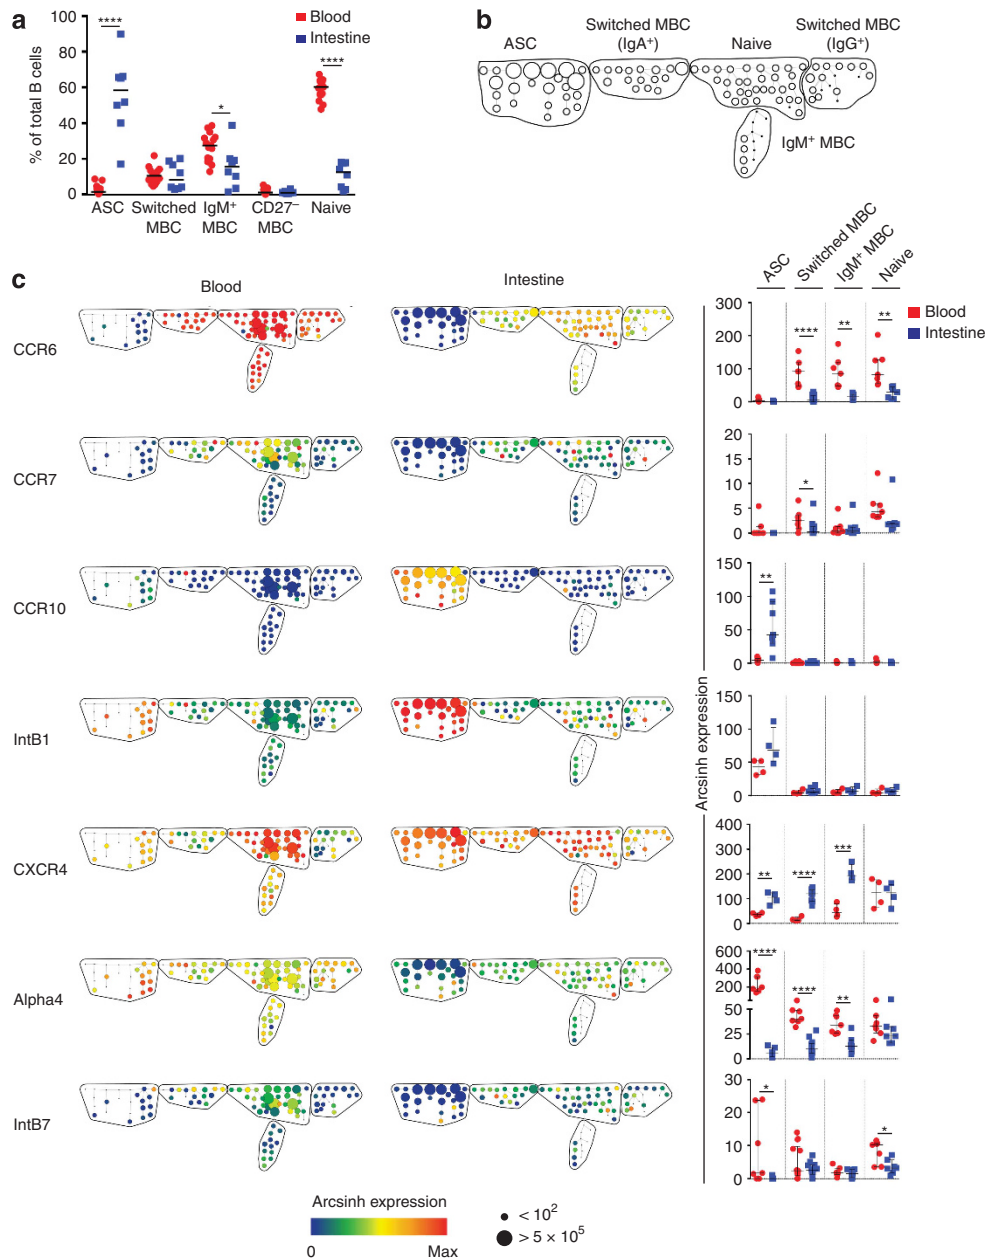 a
% of total B cells
100
80
60
40
20
0
****
*
****
Blood
Intestine
ASC
Switched MBC
IgM⁺ MBC
CD27⁻ MBC
Naive
b
ASC
Switched MBC (IgA⁺)
Naive
Switched MBC (IgG⁺)
IgM⁺ MBC
c
Blood
Intestine
ASC
Switched MBC
IgM⁺ MBC
Naive
Blood
Intestine
CCR6
300
200
100
0
****
**
**
CCR7
20
15
10
5
0
*
CCR10
150
100
50
0
**
IntB1
150
100
50
0
Arcsinh expression
CXCR4
400
300
200
100
0
**
****
***
Alpha4
600
400
200
50
25
0
****
****
**
IntB7
30
20
10
0
*
*
Arcsinh expression
0
Max
< 10²
> 5 × 10⁵